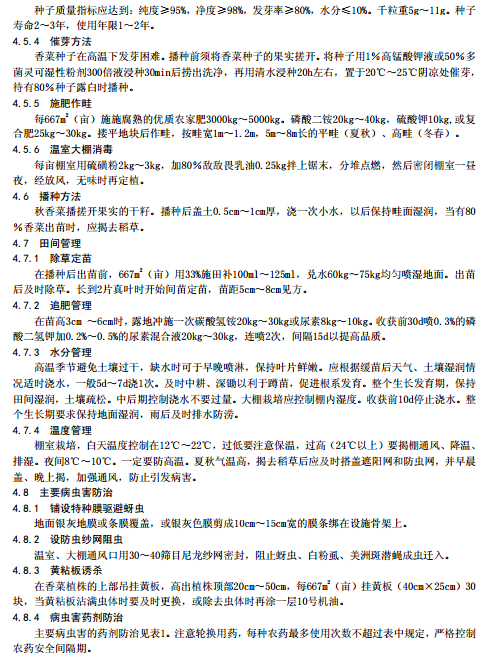 种子质量指标应达到：纯度≥95%，净度≥98%，发芽率≥80%，水分≤10%。千粒重5g～11g。种子
寿命2～3年，使用年限1～2年。
4.5.4 催芽方法
香菜种子在高温下发芽困难。播种前须将香菜种子的果实搓开。将种子用1%高锰酸钾液或50%多
菌灵可湿性粉剂300倍液浸种30min后捞出洗净，再用清水浸种20h左右，置于20℃～25℃阴凉处催芽，
待有80%种子露白时播种。
4.5.5 施肥作畦
每667m²（亩）施施腐熟的优质农家肥3000kg～5000kg。磷酸二铵20kg～40kg，硫酸钾10kg,或复
合肥25kg～30kg。搂平地块后作畦，按畦宽1m～1.2m，5m～8m长的平畦（夏秋）、高畦（冬春）。
4.5.6 温室大棚消毒
每亩棚室用硫磺粉2kg～3kg，加80%敌敌畏乳油0.25kg拌上锯末，分堆点燃，然后密闭棚室一昼
夜，经放风，无味时再定植。
4.6 播种方法
秋香菜播搓开果实的干籽。播种后盖土0.5cm～1cm厚，浇一次小水，以后保持畦面湿润，当有80
%香菜出苗时，应揭去稻草。
4.7 田间管理
4.7.1 除草定苗
在播种后出苗前，667m²（亩）用33%施田补100ml～125ml，兑水60kg～75kg均匀喷湿地面。出苗
后及时除草。长到2片真叶时开始间苗定苗，苗距5cm～8cm见方。
4.7.2 追肥管理
在苗高3cm ～6cm时，露地冲施一次碳酸氢铵20kg～30kg或尿素8kg～10kg。收获前30d喷0.3%的磷
酸二氢钾加0.2%～0.5%的尿素混合液20kg～30kg，连喷2次，间隔15d以提高品质。
4.7.3 水分管理
高温季节避免土壤过干，缺水时可于早晚喷淋，保持叶片鲜嫩。应根据缓苗后天气、土壤湿润情
况适时浇水，一般5d～7d浇1次。及时中耕、深锄以利于蹲苗，促进根系发育。整个生长发育期，保持
田间湿润，土壤疏松。中后期控制浇水不要过量。大棚栽培应控制棚内湿度。收获前10d停止浇水。整
个生长期要求保持地面湿润，雨后及时排水防涝。
4.7.4 温度管理
棚室栽培，白天温度控制在12℃～22℃，过低要注意保温，过高（24℃以上）要揭棚通风、降温、
排湿。夜间8℃～10℃。一定要防高温。夏秋气温高，揭去稻草后应及时搭盖遮阳网和防虫网，并早晨
盖、晚上揭，加强通风，防止引发病害。
4.8 主要病虫害防治
4.8.1 铺设特种膜驱避蚜虫
地面银灰地膜或条膜覆盖，或银灰色膜剪成10cm～15cm宽的膜条绑在设施骨架上。
4.8.2 设防虫纱网阻虫
温室、大棚通风口用30～40筛目尼龙纱网密封，阻止蚜虫、白粉虱、美洲斑潜蝇成虫迁入。
4.8.3 黄粘板诱杀
在香菜植株的上部吊挂黄板，高出植株顶部20cm～50cm，每667m²（亩）挂黄板（40cm×25cm）30
块，当黄粘板沾满虫体时要及时更换，或除去虫体时再涂一层10号机油。
4.8.4 病虫害药剂防治
主要病虫害的药剂防治见表1。注意轮换用药，每种农药最多使用次数不超过表中规定，严格控制
农药安全间隔期。